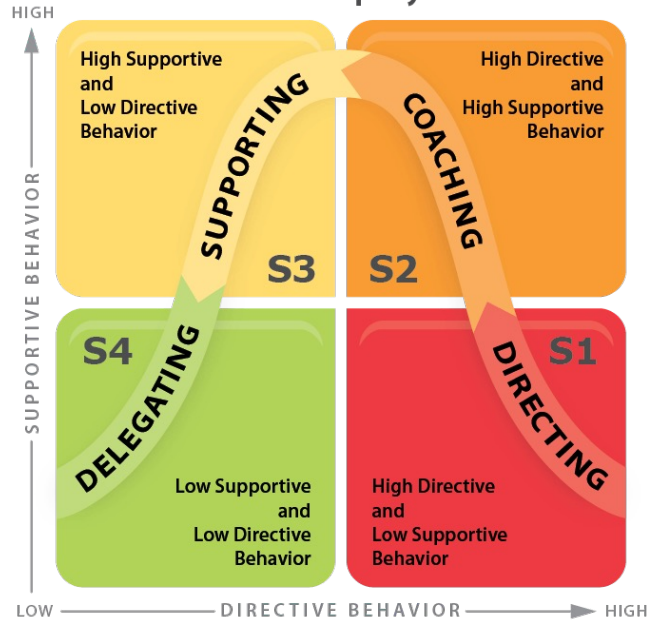 HIGH
High Supportive
and
Low Directive
Behavior
High Directive
and
High Supportive
Behavior
SUPPORTING
COACHING
S3
S2
SUPPORTIVE BEHAVIOR
S4
S1
DELEGATING
DIRECTING
Low Supportive
and
Low Directive
Behavior
High Directive
and
Low Supportive
Behavior
LOW
DIRECTIVE BEHAVIOR
HIGH